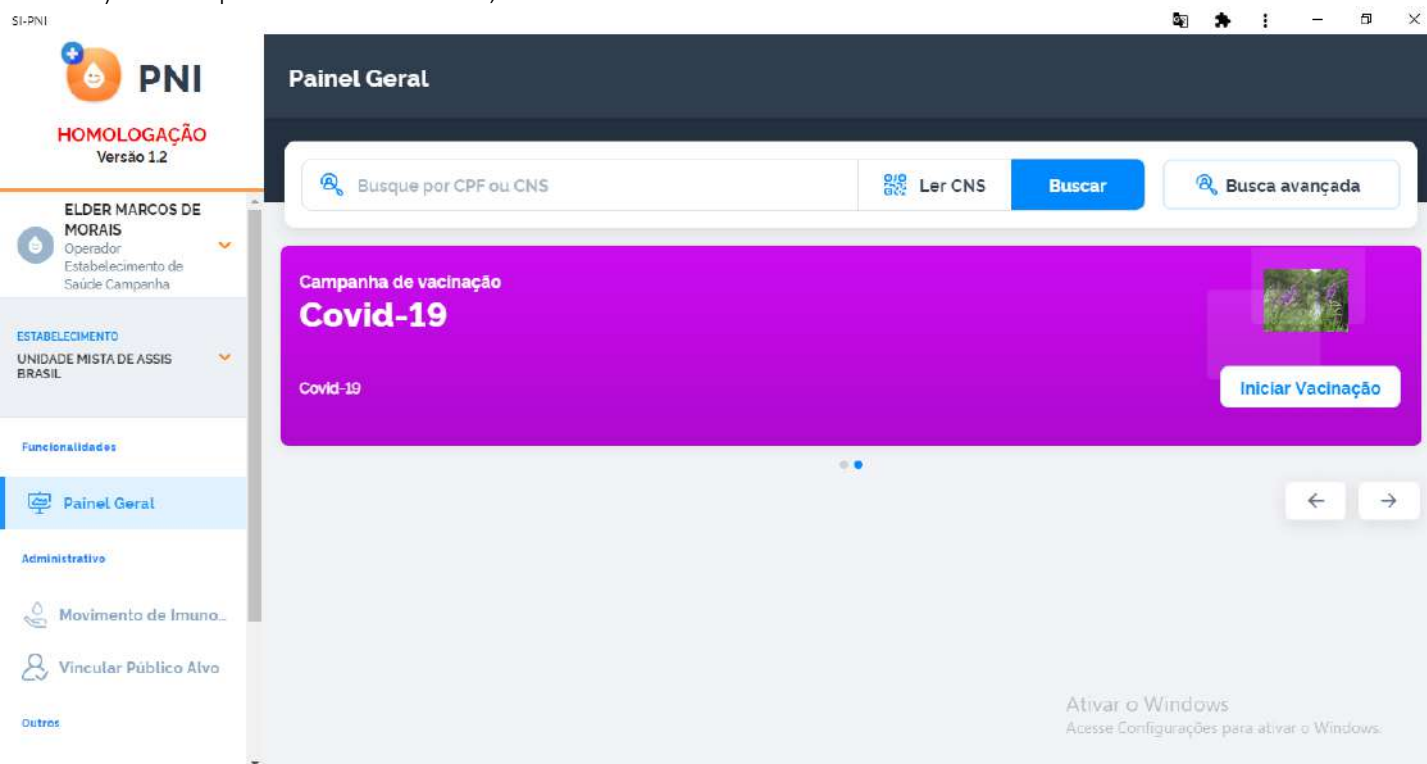 SI-PNI
PNI
HOMOLOGAÇÃO
Versão 1.2
ELDER MARCOS DE
MORAIS
Operador
Estabelecimento de
Saúde Campanha
ESTABELECIMENTO
UNIDADE MISTA DE ASSIS
BRASIL
Funcionalidades
Painel Geral
Administrativo
Movimento de Imuno...
Vincular Público Alvo
Outros
Painel Geral
Busque por CPF ou CNS
Ler CNS
Buscar
Busca avançada
Campanha de vacinação
Covid-19
Covid-19
Iniciar Vacinação
Ativar o Windows
Acesse Configurações para ativar o Windows.